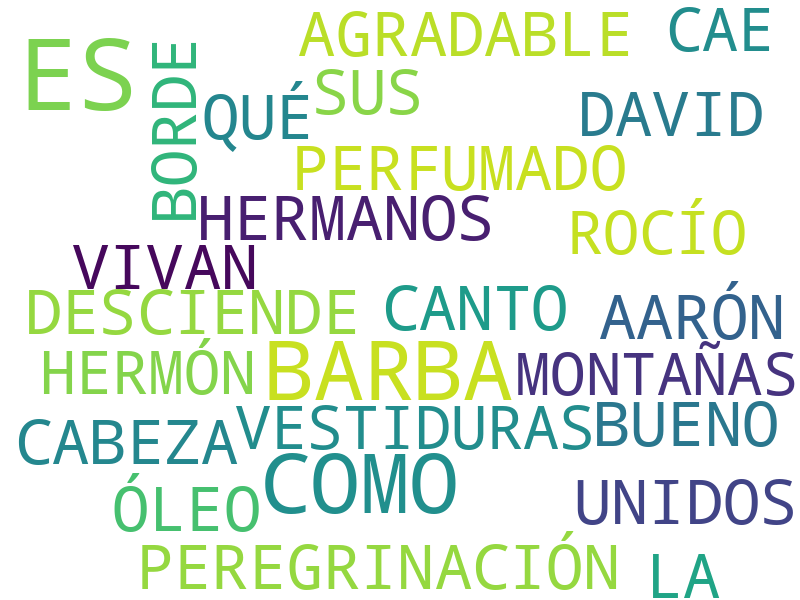 AGRADABLE
CAE
ES
BORDE
SUS
QUÉ
DAVID
PERFUMADO
HERMANOS
ROCÍO
VIVAN
DESCIENDE
CANTO
AARÓN
HERMÓN
BARBA
MONTAÑAS
CABEZA
VESTIDURAS
BUENO
COMO
ÓLEO
UNIDOS
PEREGRINACIÓN
LA